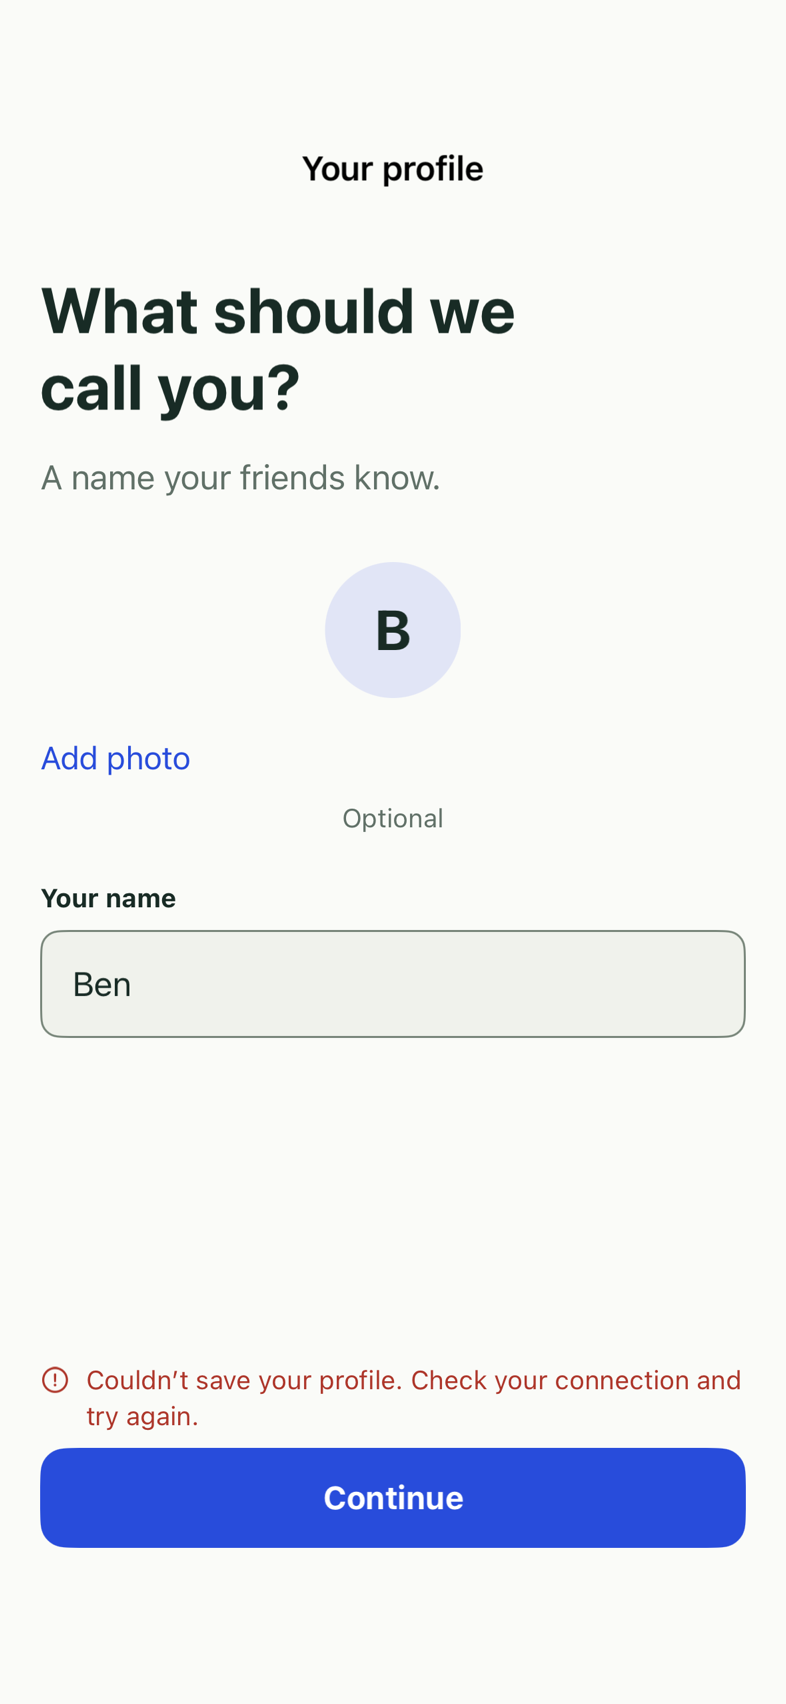 Your profile
What should we
call you?
A name your friends know.
B
Add photo
Optional
Your name
Ben
Couldn’t save your profile. Check your connection and
try again.
Continue